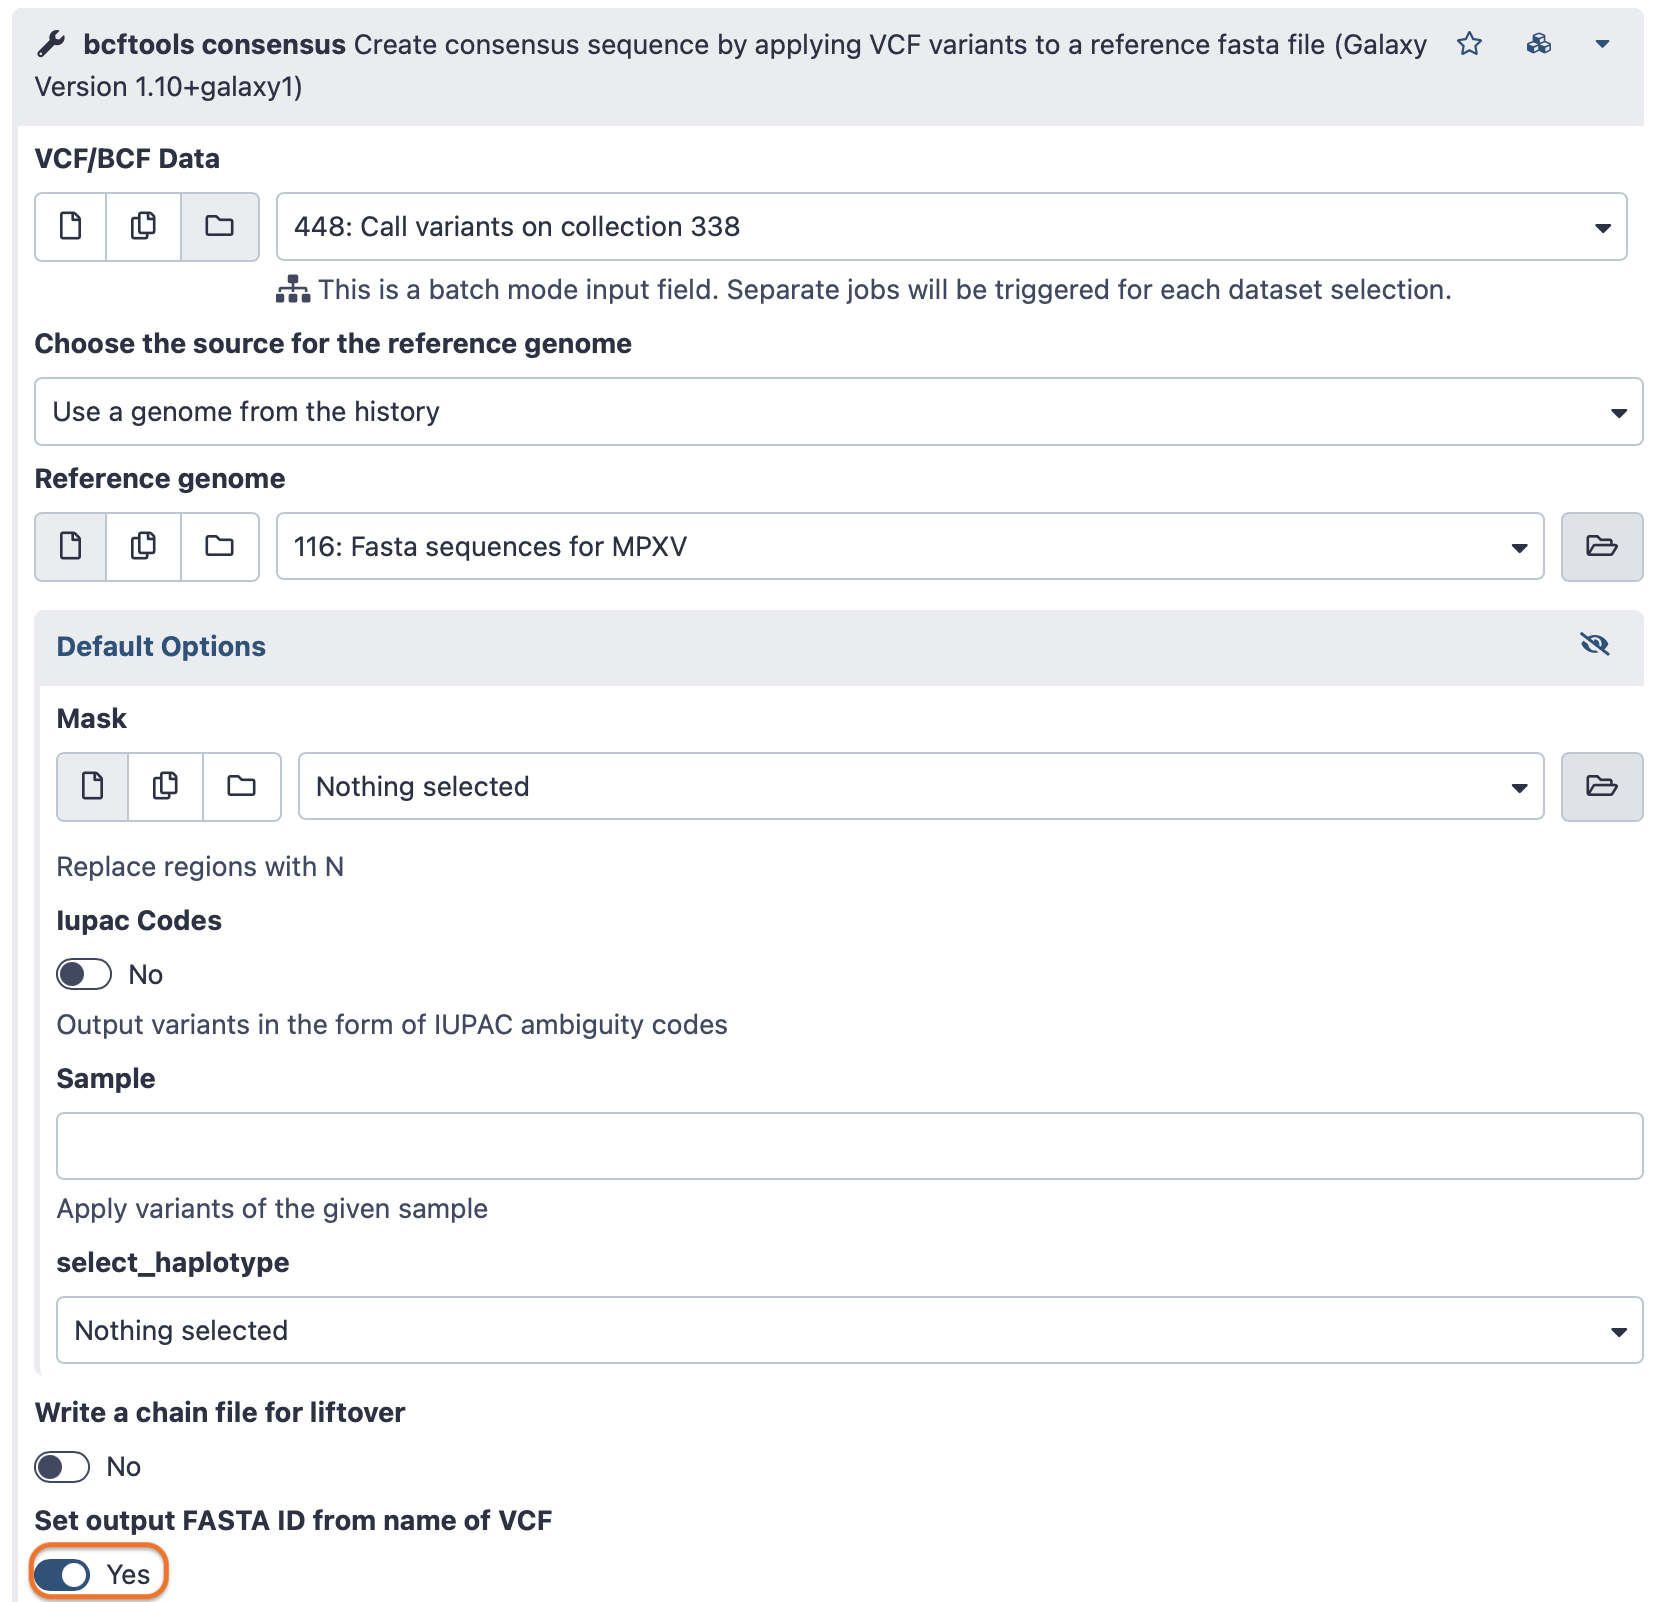 bcftools consensus Create consensus sequence by applying VCF variants to a reference fasta file (Galaxy
Version 1.10+galaxy1)
VCF/BCF Data
448: Call variants on collection 338
This is a batch mode input field. Separate jobs will be triggered for each dataset selection.
Choose the source for the reference genome
Use a genome from the history
Reference genome
116: Fasta sequences for MPXV
Default Options
Mask
Nothing selected
Replace regions with N
Iupac Codes
No
Output variants in the form of IUPAC ambiguity codes
Sample
Apply variants of the given sample
select_haplotype
Nothing selected
Write a chain file for liftover
No
Set output FASTA ID from name of VCF
Yes